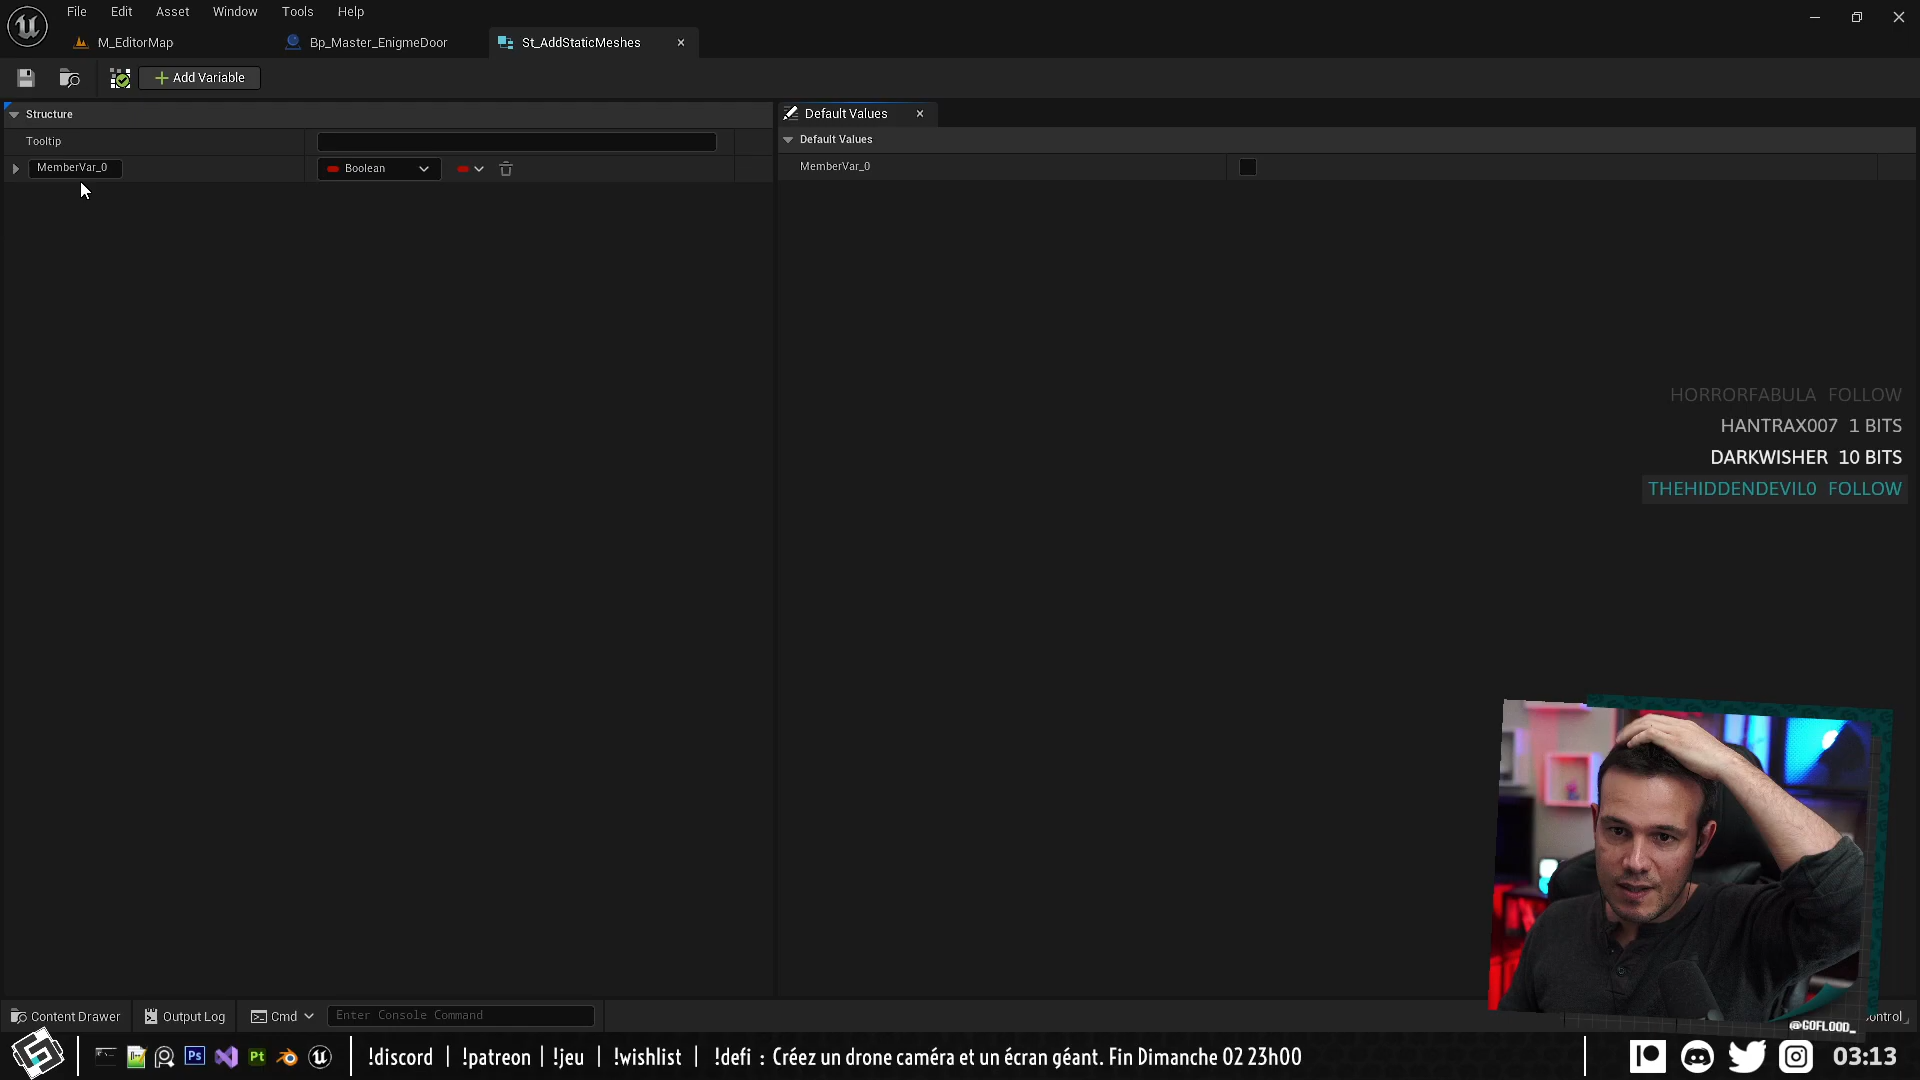 File Edit Asset Window Tools Help
M_EditorMap Bp_Master_EnigmeDoor St_AddStaticMeshes
Add Variable
Structure
Tooltip
MemberVar_0 Boolean
Default Values
Default Values
MemberVar_0
HORRORFABULA FOLLOW
HANTRAX007 1 BITS
DARKWISHER 10 BITS
THEHIDDENDEVIL0 FOLLOW
Content Drawer Output Log Cmd Enter Console Command
@GOFLOOD_
Ps Pt !discord | !patreon | !jeu | !wishlist | !defi : Créez un drone caméra et un écran géant. Fin Dimanche 02 23h00 03:13